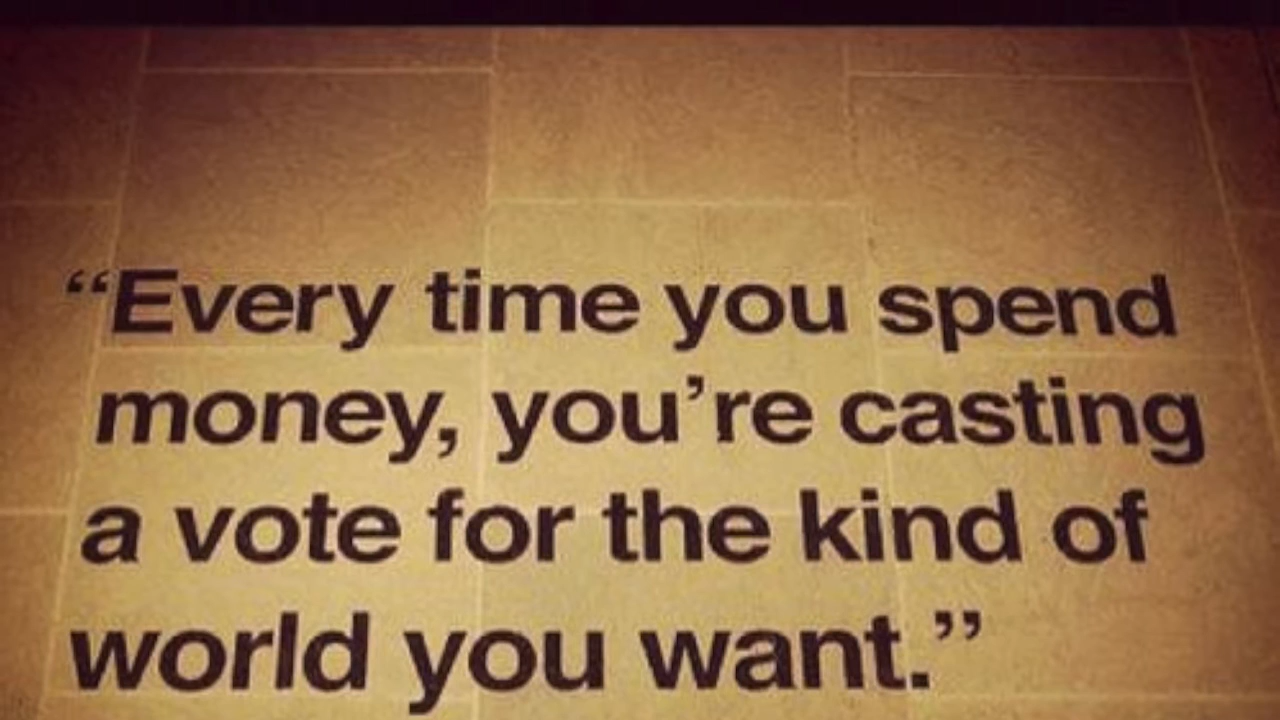 “Every time you spend
money, you’re casting
a vote for the kind of
world you want.”